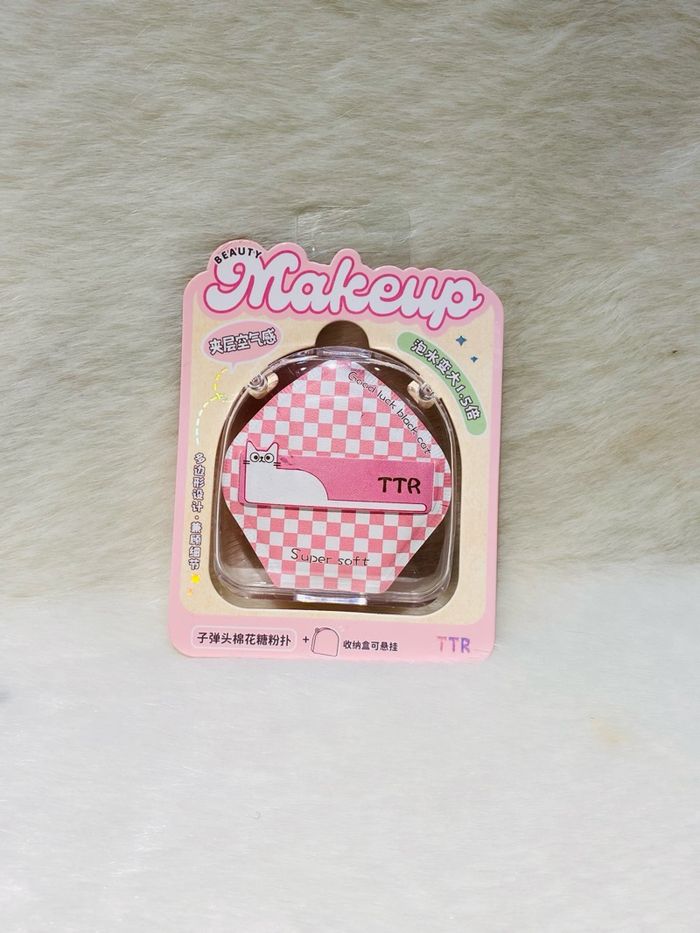 BEAUTY
Makeup
夹层空气感
泡水变大1.5倍
Good luck black cat
TTR
多边形设计·兼顾细节
Super soft
子弹头棉花糖粉扑
+
收纳盒可悬挂
TTR